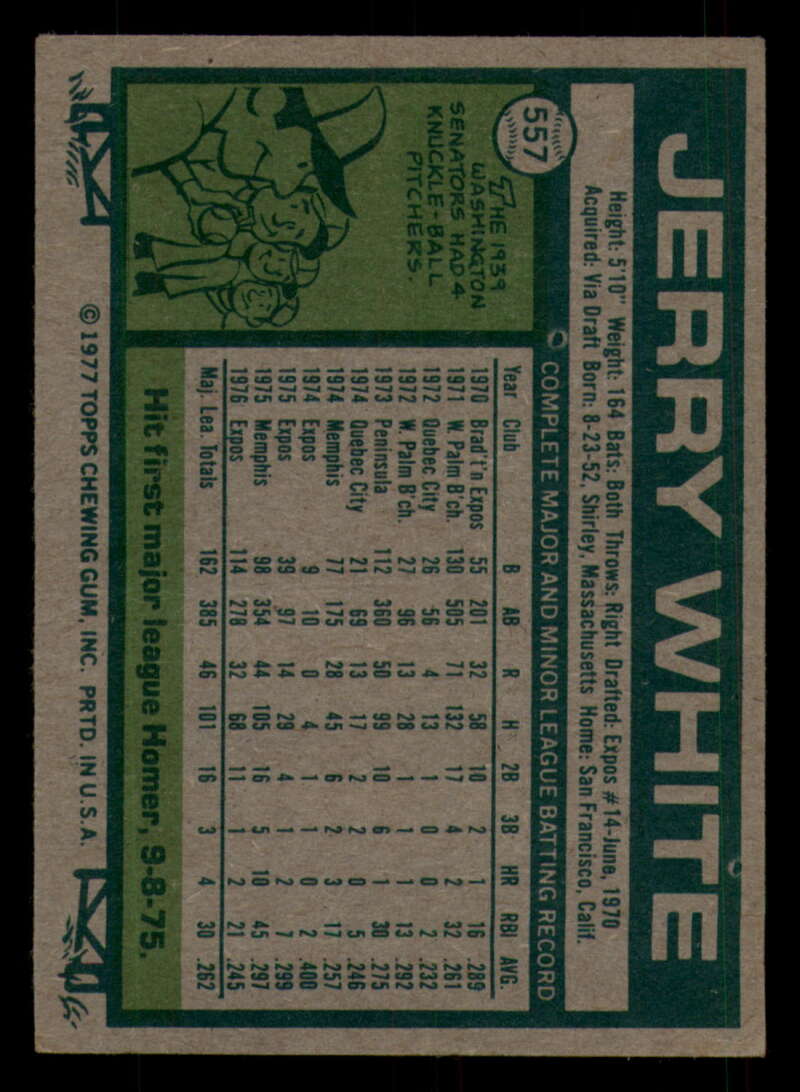 557
JERRY WHITE
Height: 5'10" Weight: 164 Bats: Both Throws: Right Drafted: Expos #14-June, 1970
Acquired: Via Draft Born: 8-23-52, Shirley, Massachusetts Home: San Francisco, Calif.
THE 1939
WASHINGTON
SENATORS HAD 4
KNUCKLE-BALL
PITCHERS.
COMPLETE MAJOR AND MINOR LEAGUE BATTING RECORD
Year Club B AB R H 2B 3B HR RBI AVG.
1970 Brad't'n Expos 55 201 32 58 10 2 1 16 .289
1971 W. Palm B'ch. 130 505 71 132 17 4 2 32 .261
1972 Quebec City 26 56 4 13 1 0 0 2 .232
1972 W. Palm B'ch. 27 96 13 28 1 1 1 13 .292
1973 Peninsula 112 360 50 99 10 6 1 30 .275
1974 Quebec City 21 69 13 17 2 2 0 5 .246
1974 Memphis 77 175 28 45 6 2 3 17 .257
1974 Expos 9 10 0 4 1 1 0 2 .400
1975 Expos 39 97 14 29 4 1 2 7 .299
1975 Memphis 98 354 44 105 16 5 10 45 .297
1976 Expos 114 278 32 68 11 1 2 21 .245
Maj. Lea. Totals 162 385 46 101 16 3 4 30 .262
Hit first major league Homer, 9-8-75.
© 1977 TOPPS CHEWING GUM, INC. PRTD. IN U.S.A.